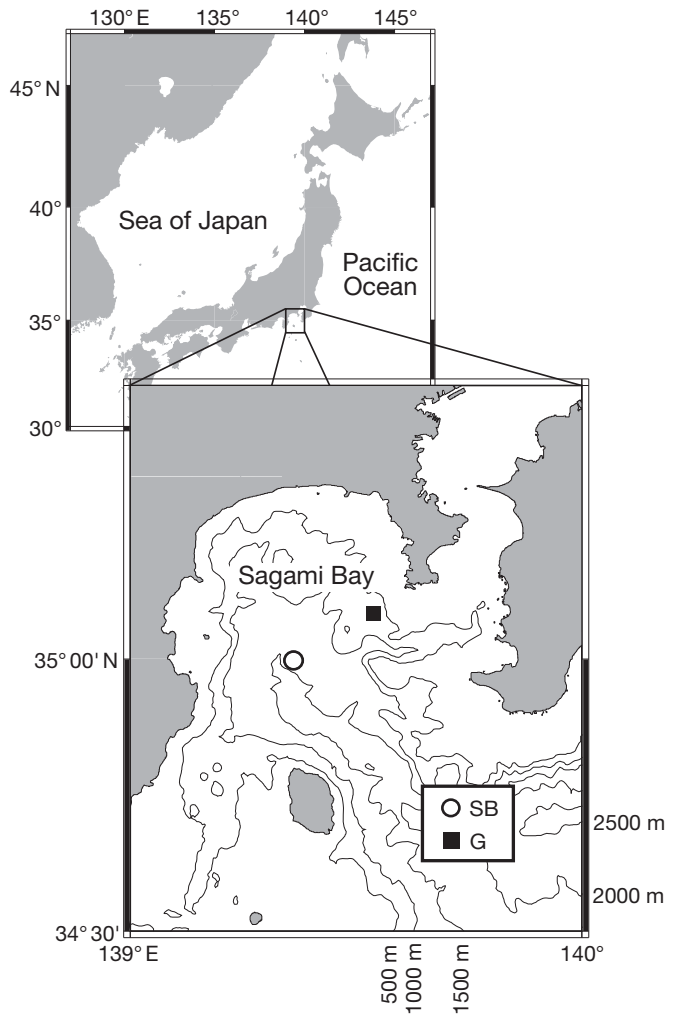 130° E 135° 140° 145°
45° N
40°
Sea of Japan
Pacific
Ocean
35°
30°
Sagami Bay
35° 00' N
SB
G
2500 m
2000 m
34° 30'
139° E
140°
500 m
1000 m
1500 m